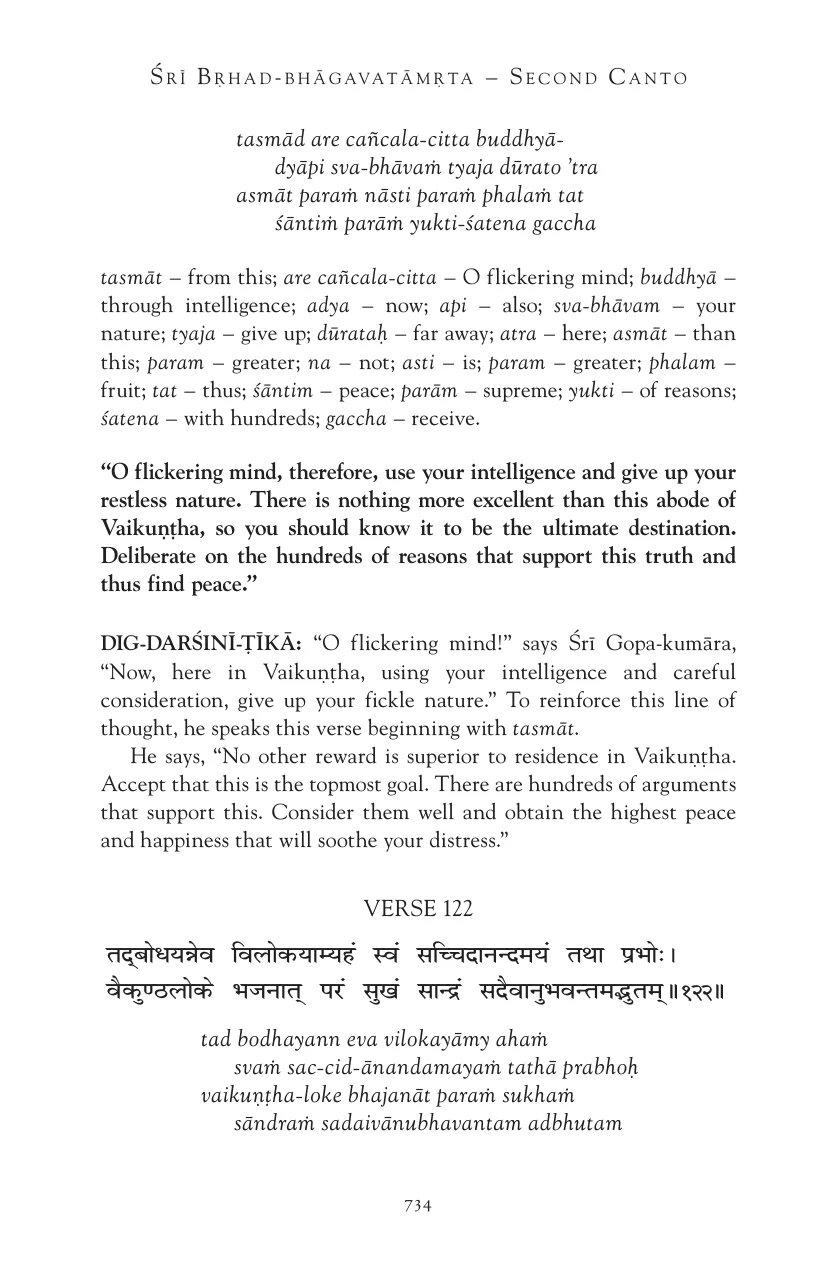 ŚRĪ BṚHAD-BHĀGAVATĀMṚTA – SECOND CANTO
tasmād are cañcala-citta buddhyā-
dyāpi sva-bhāvaṁ tyaja dūrato ’tra
asmāt paraṁ nāsti paraṁ phalaṁ tat
śāntiṁ parāṁ yukti-śatena gaccha
tasmāt – from this; are cañcala-citta – O flickering mind; buddhyā –
through intelligence; adya – now; api – also; sva-bhāvam – your
nature; tyaja – give up; dūrataḥ – far away; atra – here; asmāt – than
this; param – greater; na – not; asti – is; param – greater; phalam –
fruit; tat – thus; śāntim – peace; parām – supreme; yukti – of reasons;
śatena – with hundreds; gaccha – receive.
“O flickering mind, therefore, use your intelligence and give up your
restless nature. There is nothing more excellent than this abode of
Vaikuṇṭha, so you should know it to be the ultimate destination.
Deliberate on the hundreds of reasons that support this truth and
thus find peace.”
DIG-DARŚINĪ-ṬĪKĀ: “O flickering mind!” says Śrī Gopa-kumāra,
“Now, here in Vaikuṇṭha, using your intelligence and careful
consideration, give up your fickle nature.” To reinforce this line of
thought, he speaks this verse beginning with tasmāt.
He says, “No other reward is superior to residence in Vaikuṇṭha.
Accept that this is the topmost goal. There are hundreds of arguments
that support this. Consider them well and obtain the highest peace
and happiness that will soothe your distress.”
VERSE 122
तद्बोधयन्नेव विलोकयाम्यहं स्वं सच्चिदानन्दमयं तथा प्रभोः।
वैकुण्ठलोके भजनात् परं सुखं सान्द्रं सदैवानुभवन्तमद्भुतम्॥१२२॥
tad bodhayann eva vilokayāmy ahaṁ
svaṁ sac-cid-ānandamayaṁ tathā prabhoḥ
vaikuṇṭha-loke bhajanāt paraṁ sukhaṁ
sāndraṁ sadaivānubhavantam adbhutam
734